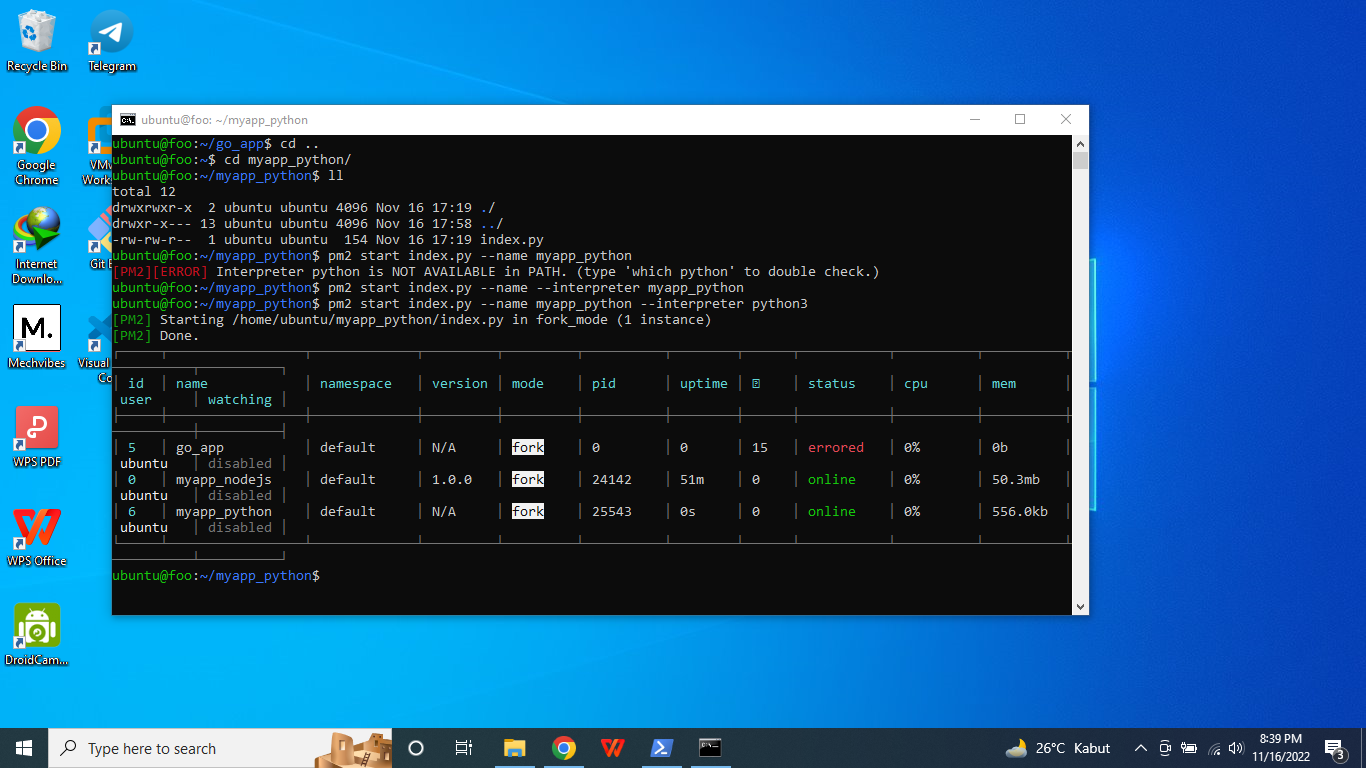 Recycle Bin
Telegram
Google
Chrome
VMw
Work.
Internet
Downlo...
Git B
M.
Mechvibes
Visual
Co
WPS PDF
WPS Office
DroidCam...
ubuntu@foo: ~/myapp_python
ubuntu@foo:~/go_app$ cd ..
ubuntu@foo:~$ cd myapp_python/
ubuntu@foo:~/myapp_python$ ll
total 12
drwxrwxr-x  2 ubuntu ubuntu 4096 Nov 16 17:19 ./
drwxr-x--- 13 ubuntu ubuntu 4096 Nov 16 17:58 ../
-rw-rw-r--  1 ubuntu ubuntu  154 Nov 16 17:19 index.py
ubuntu@foo:~/myapp_python$ pm2 start index.py --name myapp_python
[PM2][ERROR] Interpreter python is NOT AVAILABLE in PATH. (type 'which python' to double check.)
ubuntu@foo:~/myapp_python$ pm2 start index.py --name --interpreter myapp_python
ubuntu@foo:~/myapp_python$ pm2 start index.py --name myapp_python --interpreter python3
[PM2] Starting /home/ubuntu/myapp_python/index.py in fork_mode (1 instance)
[PM2] Done.
id name namespace version mode pid uptime status cpu mem
user watching
5 go_app default N/A fork 0 0 15 errored 0% 0b
ubuntu disabled
0 myapp_nodejs default 1.0.0 fork 24142 51m 0 online 0% 50.3mb
ubuntu disabled
6 myapp_python default N/A fork 25543 0s 0 online 0% 556.0kb
ubuntu disabled
ubuntu@foo:~/myapp_python$
Type here to search
26°C Kabut
8:39 PM
11/16/2022
3